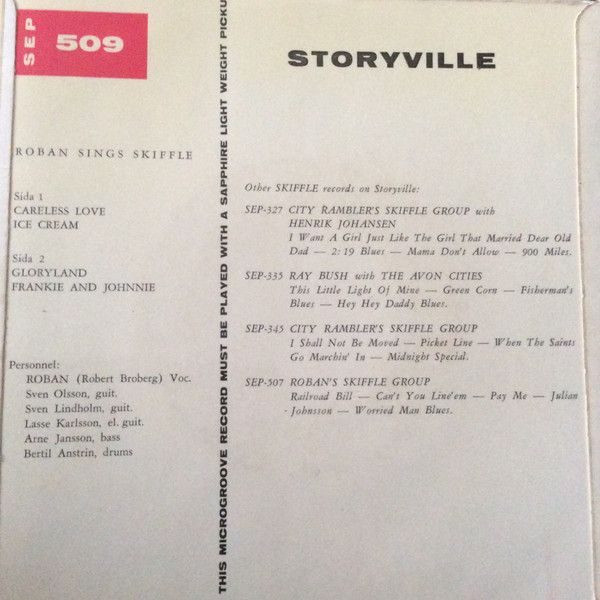 SEP
509
STORYVILLE
ROBAN SINGS SKIFFLE
Sida 1
CARELESS LOVE
ICE CREAM
Sida 2
GLORYLAND
FRANKIE AND JOHNNIE
Personnel:
ROBAN (Robert Broberg) Voc.
Sven Olsson, guit.
Sven Lindholm, guit.
Lasse Karlsson, el. guit.
Arne Jansson, bass
Bertil Anstrin, drums
THIS MICROGROOVE RECORD MUST BE PLAYED WITH A SAPPHIRE LIGHT WEIGHT PICKU
Other SKIFFLE records on Storyville:
SEP-327 CITY RAMBLER'S SKIFFLE GROUP with
HENRIK JOHANSEN
I Want A Girl Just Like The Girl That Married Dear Old
Dad — 2:19 Blues — Mama Don't Allow — 900 Miles.
SEP-335 RAY BUSH with THE AVON CITIES
This Little Light Of Mine — Green Corn — Fisherman's
Blues — Hey Hey Daddy Blues.
SEP-345 CITY RAMBLER'S SKIFFLE GROUP
I Shall Not Be Moved — Picket Line — When The Saints
Go Marchin' In — Midnight Special.
SEP-507 ROBAN'S SKIFFLE GROUP
Railroad Bill — Can't You Line'em — Pay Me — Julian
Johnsson — Worried Man Blues.